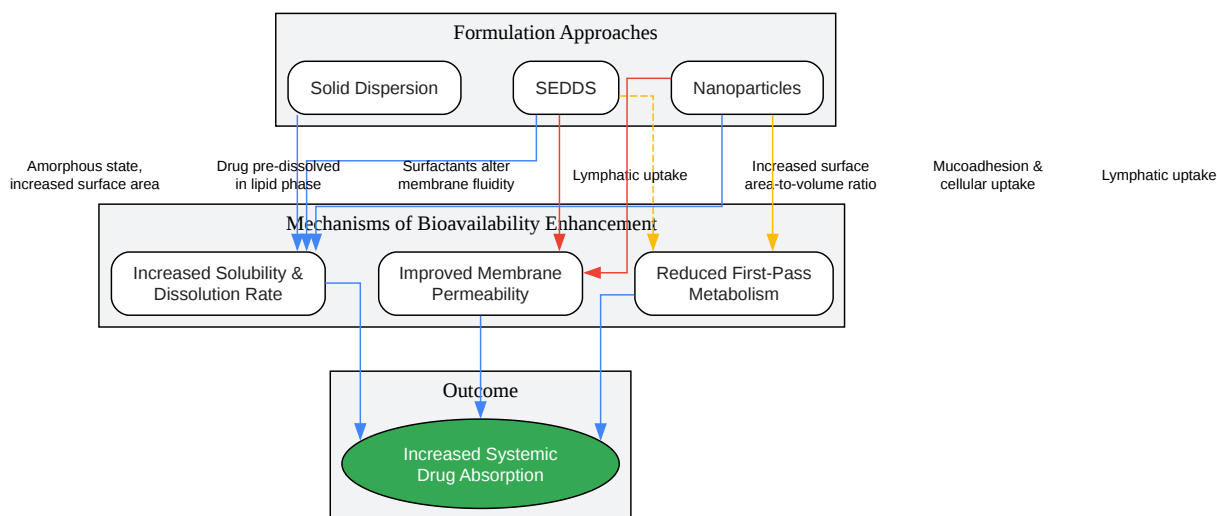 Formulation Approaches
Solid Dispersion
SEDDS
Nanoparticles
Amorphous state,
increased surface area
Drug pre-dissolved
in lipid phase
Surfactants alter
membrane fluidity
Lymphatic uptake
Increased surface
area-to-volume ratio
Mucoadhesion &
cellular uptake
Lymphatic uptake
Mechanisms of Bioavailability Enhancement
Increased Solubility &
Dissolution Rate
Improved Membrane
Permeability
Reduced First-Pass
Metabolism
Outcome
Increased Systemic
Drug Absorption